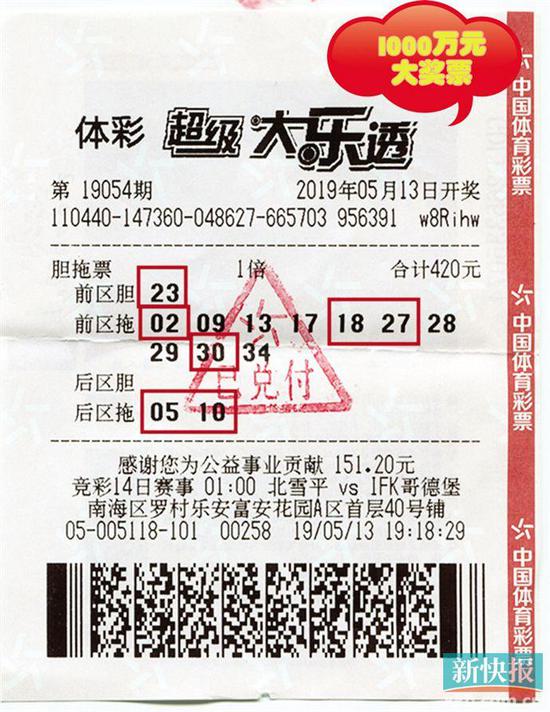 1000万元
大奖票
体彩 超级大乐透
第 19054期 2019年05月13日开奖
110440-147360-048627-665703 956391 w8Rihw
胆拖票 1倍 合计420元
前区胆 23
前区拖 02 09 13 17 18 27 28
29 30 34
后区胆
后区拖 05 10
已兑付
感谢您为公益事业贡献 151.20元
竞彩14日赛事 01:00 北雪平 vs IFK哥德堡
南海区罗村乐安富安花园A区首层40号铺
05-005118-101 00258 19/05/13 19:18:29
中国体育彩票
中国体育彩票
中国体育彩票
新快报